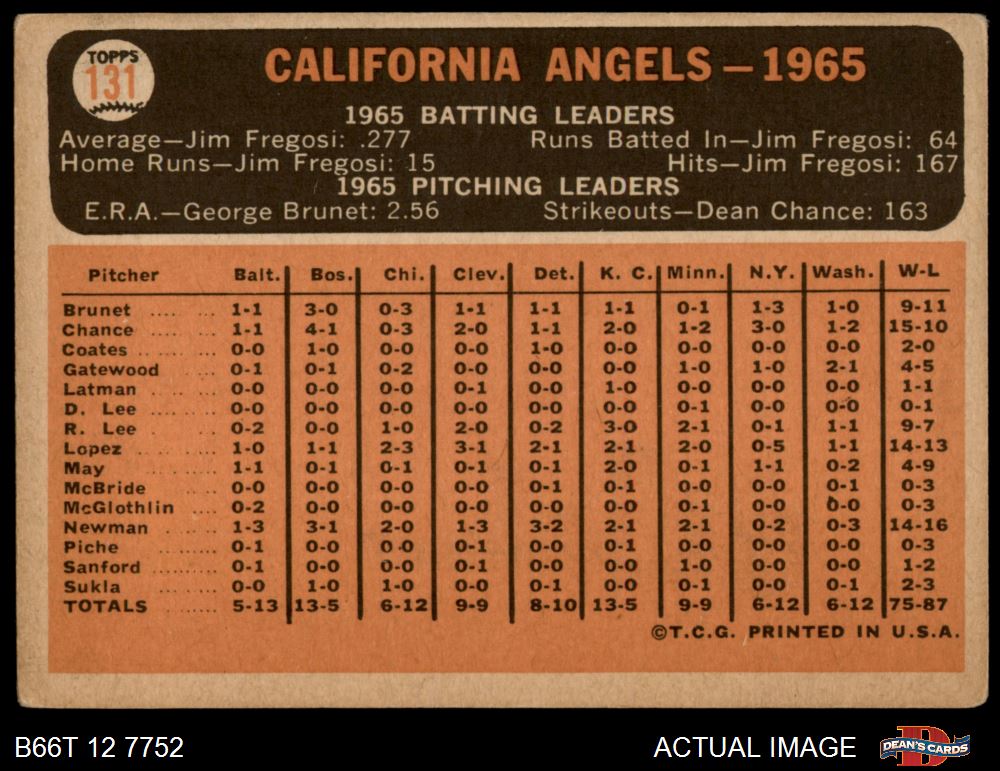 TOPPS
131
CALIFORNIA ANGELS – 1965
1965 BATTING LEADERS
Average—Jim Fregosi: .277 Runs Batted In—Jim Fregosi: 64
Home Runs—Jim Fregosi: 15 Hits—Jim Fregosi: 167
1965 PITCHING LEADERS
E.R.A.—George Brunet: 2.56 Strikeouts—Dean Chance: 163
Pitcher Balt. Bos. Chi. Clev. Det. K. C. Minn. N.Y. Wash. W-L
Brunet .... ... 1-1 3-0 0-3 1-1 1-1 1-1 0-1 1-3 1-0 9-11
Chance .... ... 1-1 4-1 0-3 2-0 1-1 2-0 1-2 3-0 1-2 15-10
Coates .. ..... 0-0 1-0 0-0 0-0 1-0 0-0 0-0 0-0 0-0 2-0
Gatewood .... 0-1 0-1 0-2 0-0 0-0 0-0 1-0 1-0 2-1 4-5
Latman .. .. ... 0-0 0-0 0-0 0-1 0-0 1-0 0-0 0-0 0-0 1-1
D. Lee .... ... 0-0 0-0 0-0 0-0 0-0 0-0 0-1 0-0 0-0 0-1
R. Lee .. ... 0-2 0-0 1-0 2-0 0-2 3-0 2-1 0-1 1-1 9-7
Lopez .... ... 1-0 1-1 2-3 3-1 2-1 2-1 2-0 0-5 1-1 14-13
May .... .... 1-1 0-1 0-1 0-1 0-1 2-0 0-1 1-1 0-2 4-9
McBride .... 0-0 0-0 0-0 0-0 0-1 0-1 0-0 0-0 0-1 0-3
McGlothlin .... 0-2 0-0 0-0 0-0 0-0 0-0 0-1 0-0 0-0 0-3
Newman .... 1-3 3-1 2-0 1-3 3-2 2-1 2-1 0-2 0-3 14-16
Piche ......... 0-1 0-0 0-0 0-1 0-0 0-1 0-0 0-0 0-0 0-3
Sanford ......... 0-1 0-0 0-0 0-1 0-0 0-0 1-0 0-0 0-0 1-2
Sukla .... ... 0-0 1-0 1-0 0-0 0-1 0-0 0-1 0-0 0-1 2-3
TOTALS ....... 5-13 13-5 6-12 9-9 8-10 13-5 9-9 6-12 6-12 75-87
©T.C.G. PRINTED IN U.S.A.
B66T 12 7752 ACTUAL IMAGE
DEAN'S CARDS